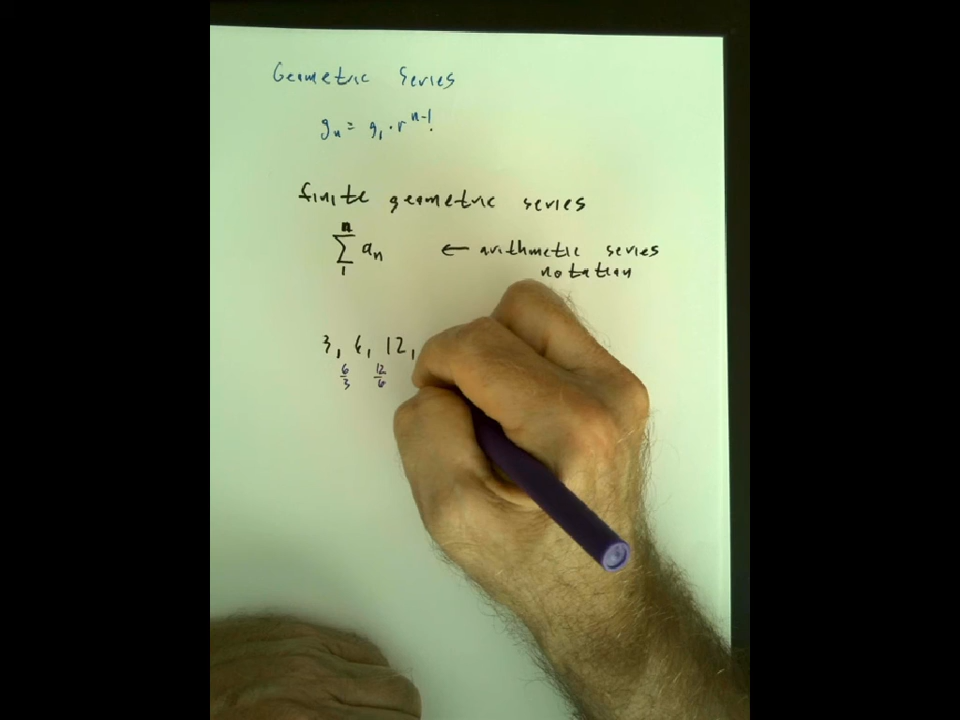 Geometric Series
gₙ = g₁ · rⁿ⁻¹
finite geometric series
n
∑ aₙ ← arithmetic series
1 notation
3, 6, 12,
6/3 12/6